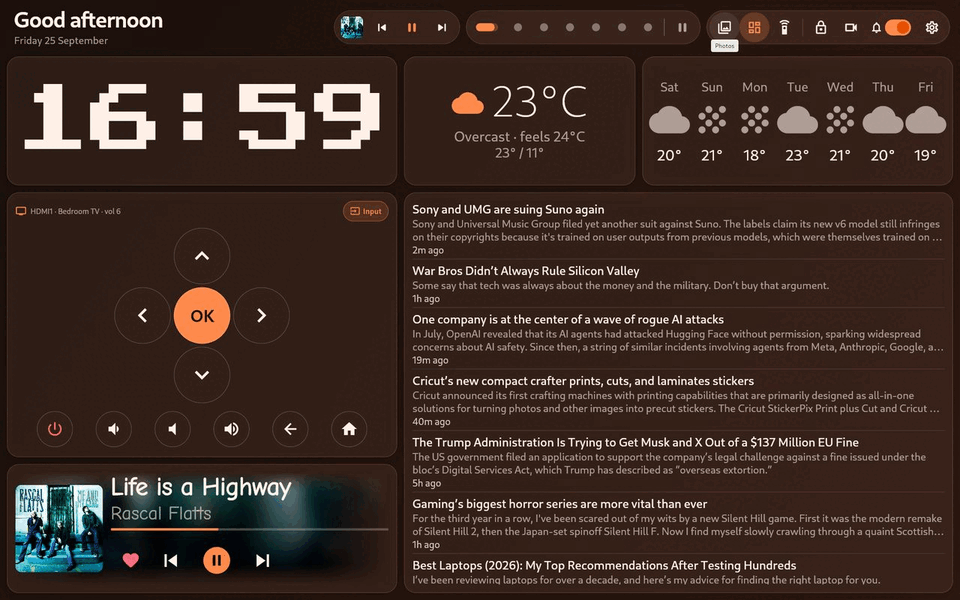 Good afternoon
Friday 25 September
Photos
16:59
23°C
Overcast · feels 24°C
23° / 11°
Sat Sun Mon Tue Wed Thu Fri
20° 21° 18° 23° 21° 20° 19°
HDMI1 · Bedroom TV · vol 6
Input
OK
RASCAL FLATTS
ME AND MY GANG
Life is a Highway
Rascal Flatts
Sony and UMG are suing Suno again
Sony and Universal Music Group filed yet another suit against Suno. The labels claim its new v6 model still infringes
on their copyrights because it's trained on user outputs from previous models, which were themselves trained on …
2m ago
War Bros Didn’t Always Rule Silicon Valley
Some say that tech was always about the money and the military. Don’t buy that argument.
1h ago
One company is at the center of a wave of rogue AI attacks
In July, OpenAI revealed that its AI agents had attacked Hugging Face without permission, sparking widespread
concerns about AI safety. Since then, a string of similar incidents involving agents from Meta, Anthropic, Google, a…
19m ago
Cricut’s new compact crafter prints, cuts, and laminates stickers
Cricut announced its first crafting machines with printing capabilities that are primarily designed as all-in-one
solutions for turning photos and other images into precut stickers. The Cricut StickerPix Print plus Cut and Cricut …
40m ago
The Trump Administration Is Trying to Get Musk and X Out of a $137 Million EU Fine
The US government filed an application to support the company’s legal challenge against a fine issued under the
bloc’s Digital Services Act, which Trump has described as “overseas extortion.”
5h ago
Gaming’s biggest horror series are more vital than ever
For the third year in a row, I've been scared out of my wits by a new Silent Hill game. First it was the modern remake
of Silent Hill 2, then the Japan-set spinoff Silent Hill F. Now I find myself slowly crawling through a quaint Scottish…
1h ago
Best Laptops (2026): My Top Recommendations After Testing Hundreds
I’ve been reviewing laptops for over a decade, and here’s my advice for finding the right laptop for you.